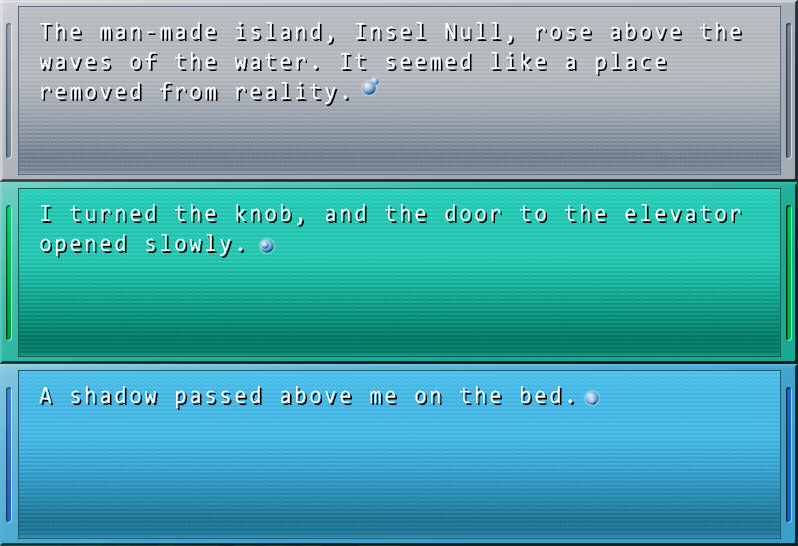 The man-made island, Insel Null, rose above the
waves of the water. It seemed like a place
removed from reality.
I turned the knob, and the door to the elevator
opened slowly.
A shadow passed above me on the bed.